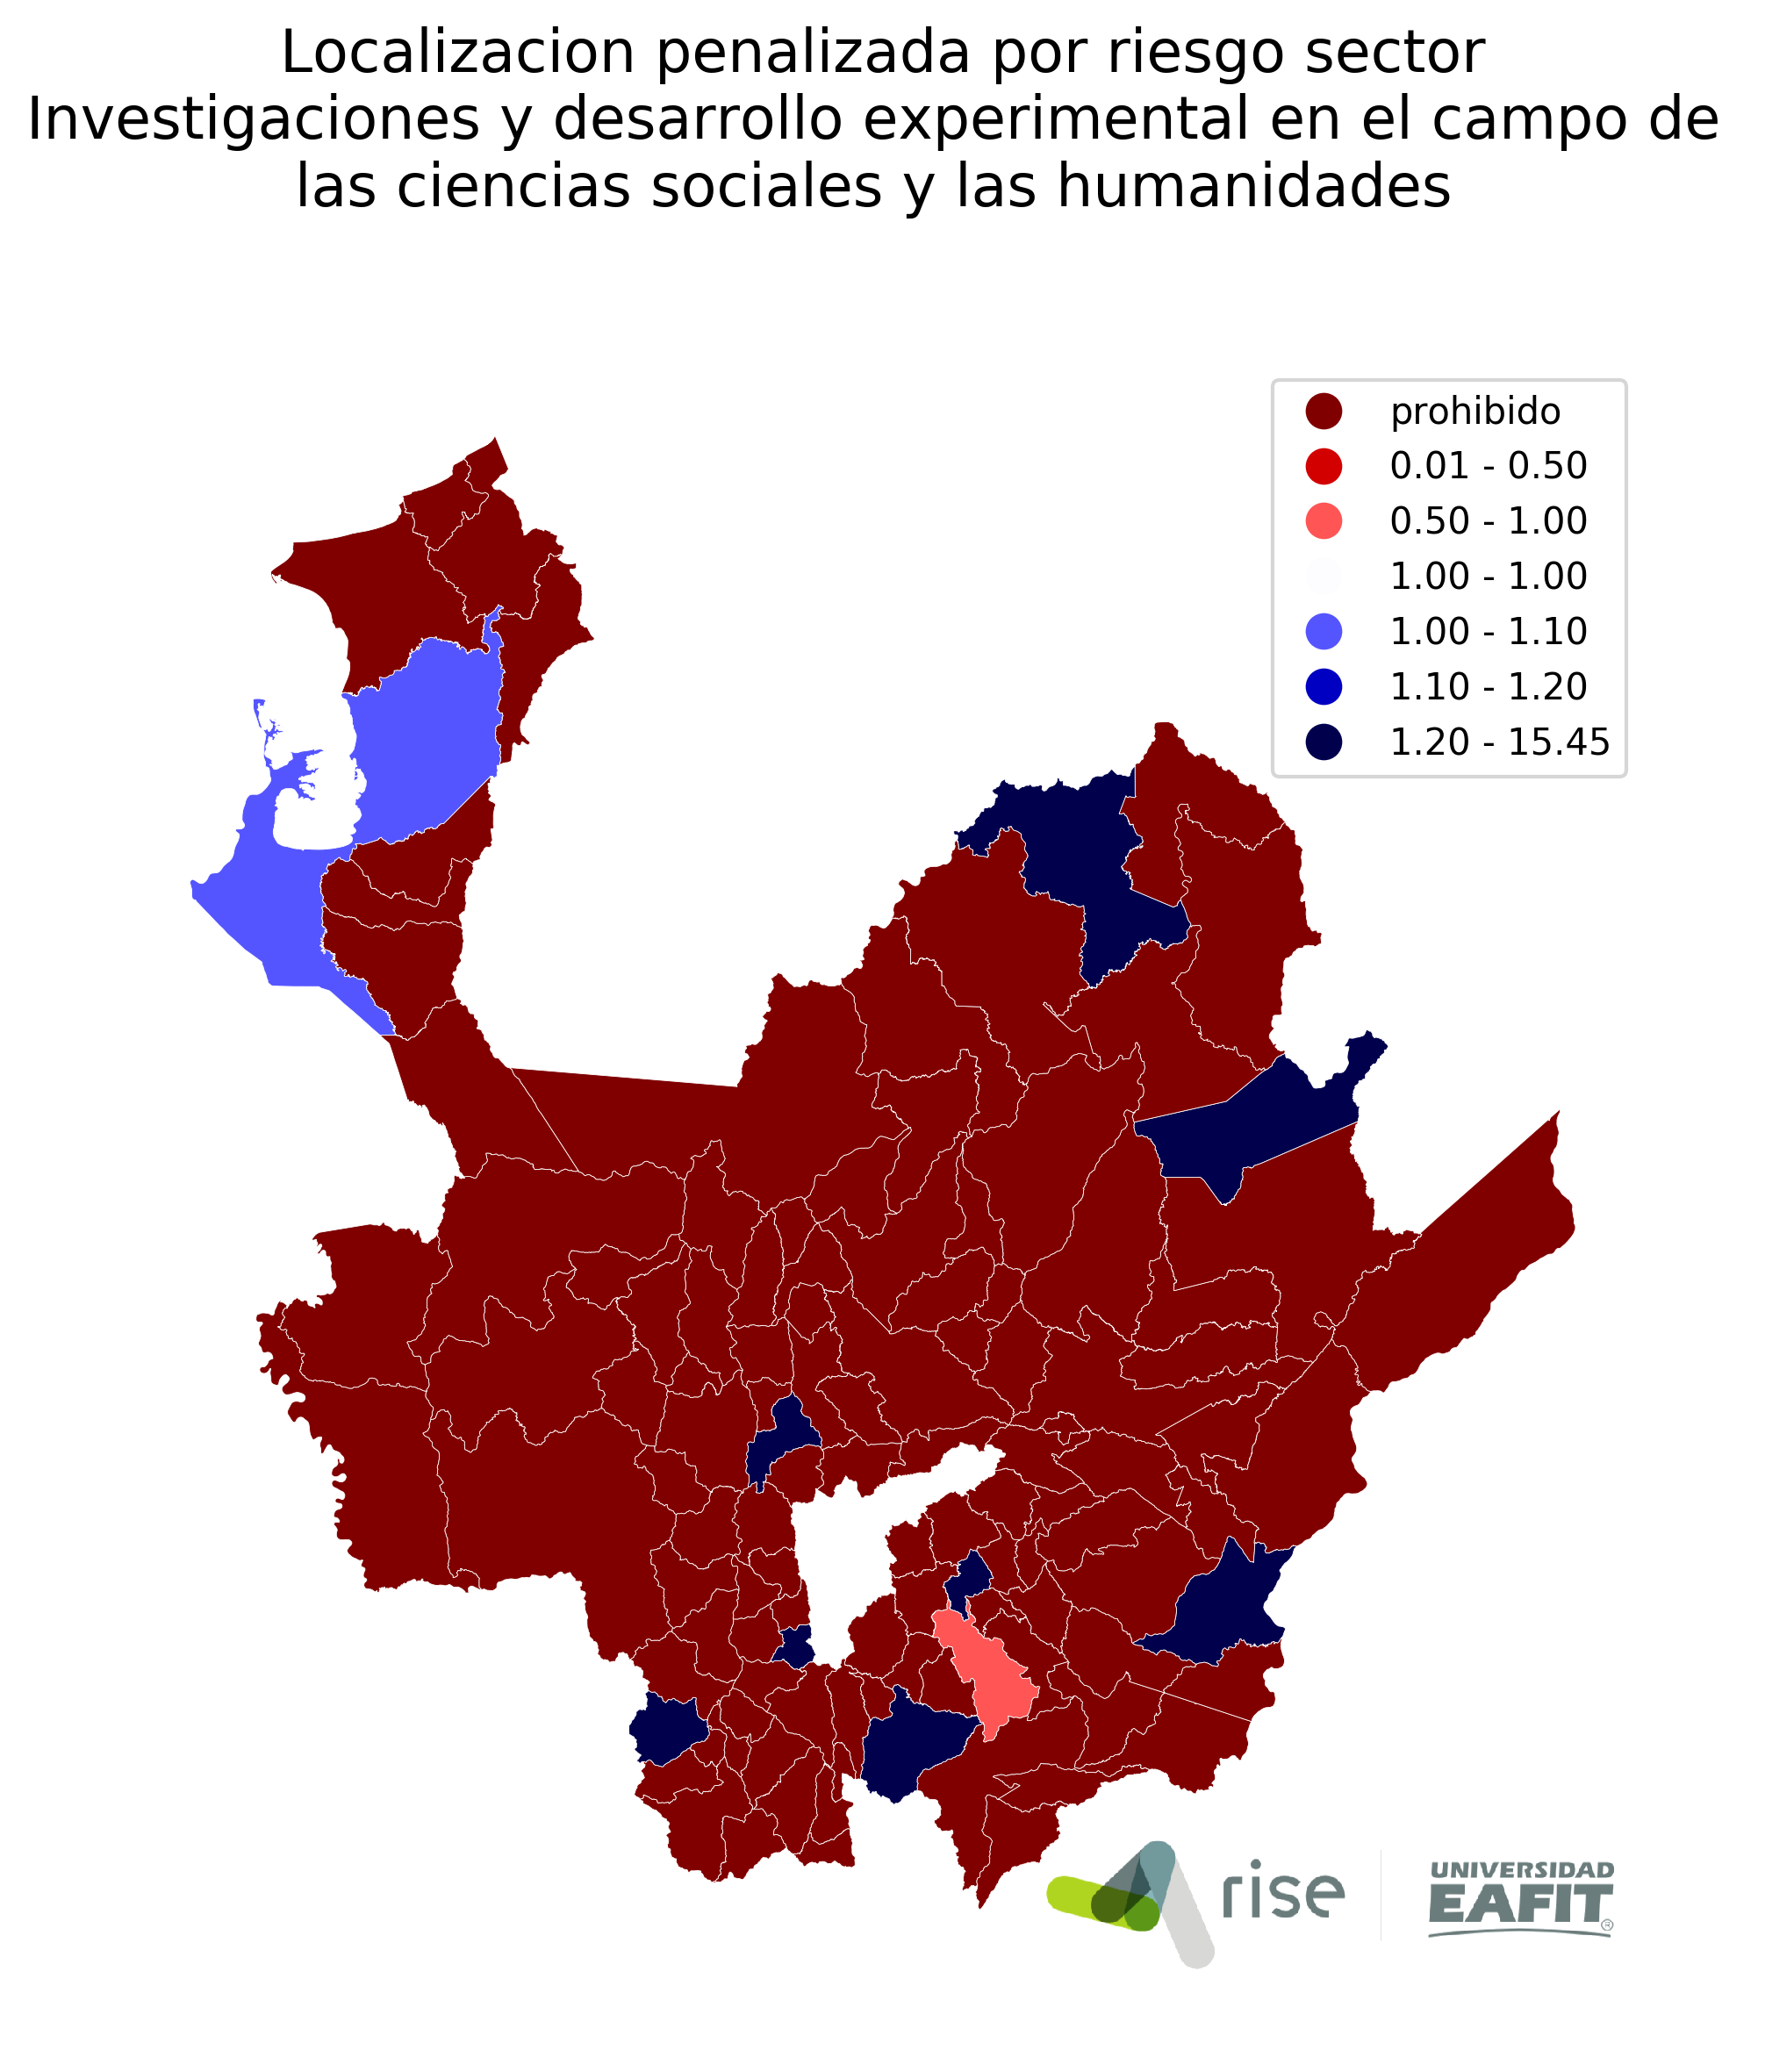 Localizacion penalizada por riesgo sector
Investigaciones y desarrollo experimental en el campo de
las ciencias sociales y las humanidades
prohibido
0.01 - 0.50
0.50 - 1.00
1.00 - 1.00
1.00 - 1.10
1.10 - 1.20
1.20 - 15.45
rise
UNIVERSIDAD
EAFIT®